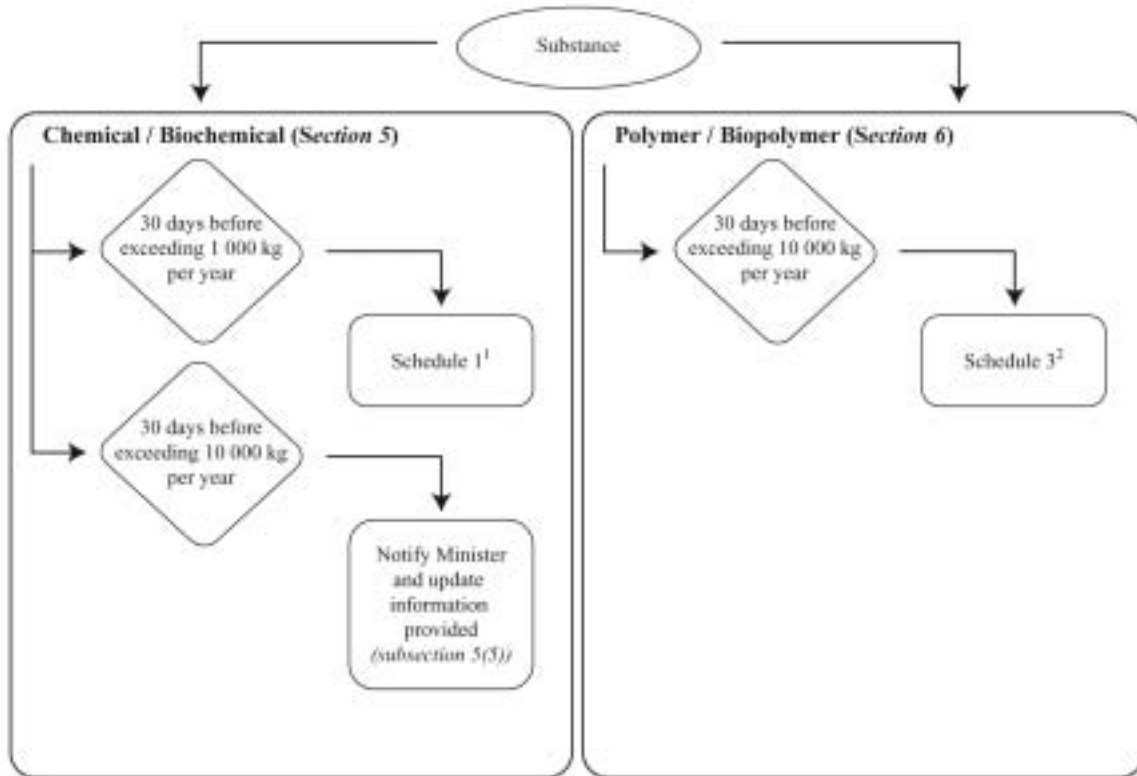 Substance
Chemical / Biochemical (Section 5)
30 days before
exceeding 1 000 kg
per year
Schedule 1¹
30 days before
exceeding 10 000 kg
per year
Notify Minister
and update
information
provided
(subsection 5(5))
Polymer / Biopolymer (Section 6)
30 days before
exceeding 10 000 kg
per year
Schedule 3²